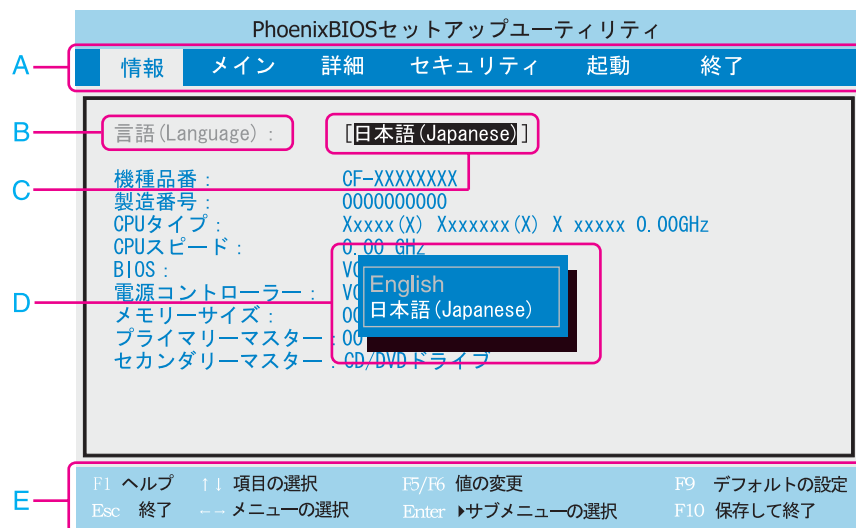 PhoenixBIOSセットアップユーティリティ
A
情報 メイン 詳細 セキュリティ 起動 終了
B
言語(Language) : [日本語(Japanese)]
C
機種品番 : CF-XXXXXXXX
製造番号 : 0000000000
CPUタイプ : Xxxxx(X) Xxxxxxx(X) X xxxxx 0.00GHz
CPUスピード : 0.00 GHz
BIOS : V0
電源コントローラー : V0
メモリーサイズ : 00
プライマリーマスター : 00
セカンダリーマスター : CD/DVDドライブ
D
English
日本語(Japanese)
E
F1 ヘルプ ↑↓ 項目の選択 F5/F6 値の変更 F9 デフォルトの設定
Esc 終了 ←→ メニューの選択 Enter ▶サブメニューの選択 F10 保存して終了